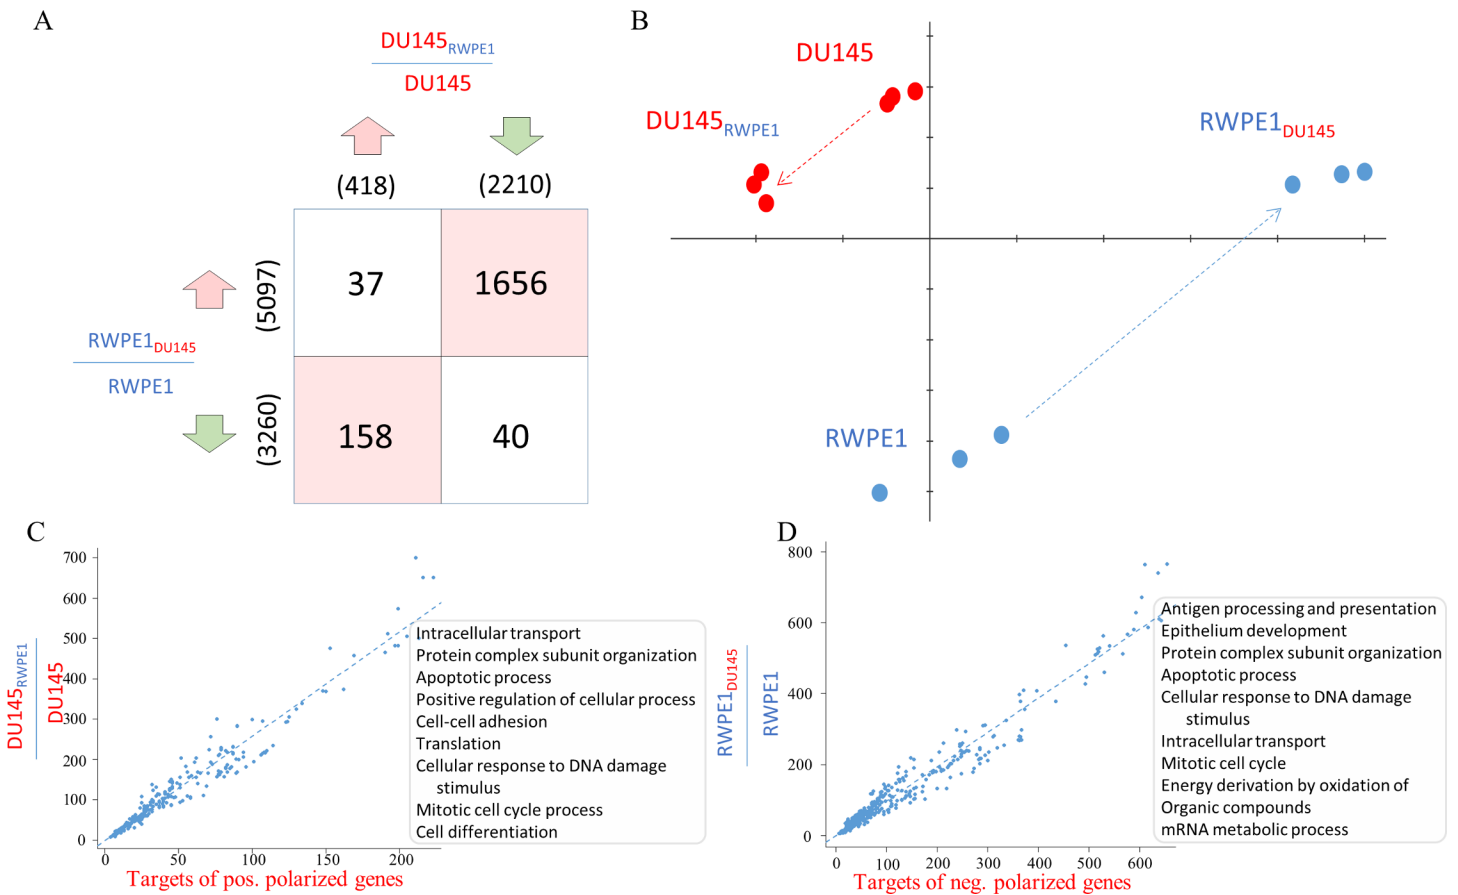 A
DU145RWPE1
DU145
(418)
(2210)
(5097)
37
1656
RWPE1DU145
RWPE1
(3260)
158
40
B
DU145
DU145RWPE1
RWPE1DU145
RWPE1
C
700
600
500
400
300
200
100
0
0
50
100
150
200
DU145RWPE1
DU145
Targets of pos. polarized genes
Intracellular transport
Protein complex subunit organization
Apoptotic process
Positive regulation of cellular process
Cell-cell adhesion
Translation
Cellular response to DNA damage
stimulus
Mitotic cell cycle process
Cell differentiation
D
800
600
400
200
0
0
100
200
300
400
500
600
RWPE1DU145
RWPE1
Targets of neg. polarized genes
Antigen processing and presentation
Epithelium development
Protein complex subunit organization
Apoptotic process
Cellular response to DNA damage
stimulus
Intracellular transport
Mitotic cell cycle
Energy derivation by oxidation of
Organic compounds
mRNA metabolic process